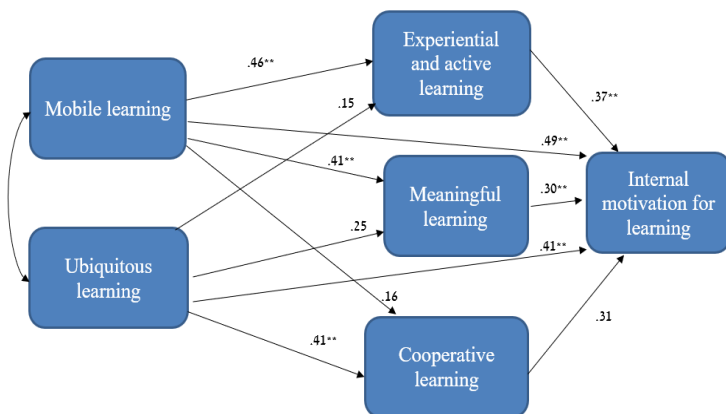 Experiential
and active
learning
.46**
Mobile learning
.15
.37**
.49**
.41**
Meaningful
learning
.30**
Internal
motivation for
learning
.25
Ubiquitous
learning
.41**
.16
.31
.41**
Cooperative
learning